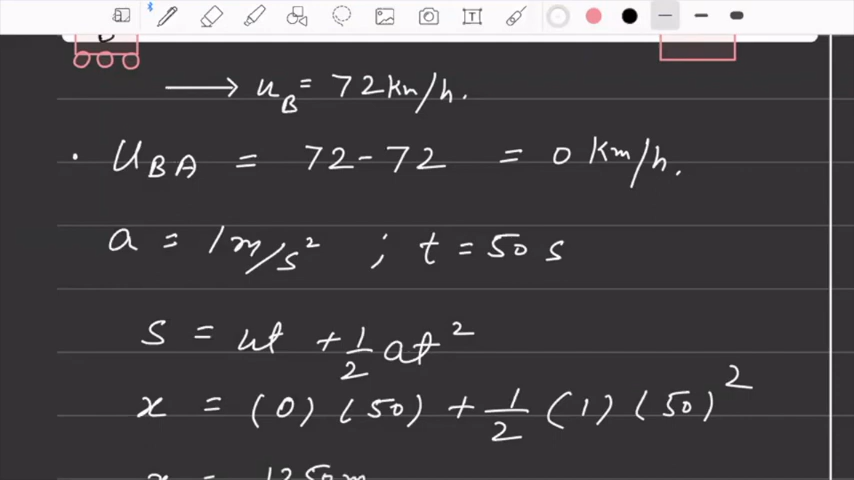 → u_B = 72 km/h.
• u_BA = 72 - 72 = 0 km/h.
a = 1 m/s² ; t = 50 s
s = ut + 1/2 at²
x = (0) (50) + 1/2 (1) (50)²
x = 1250 m